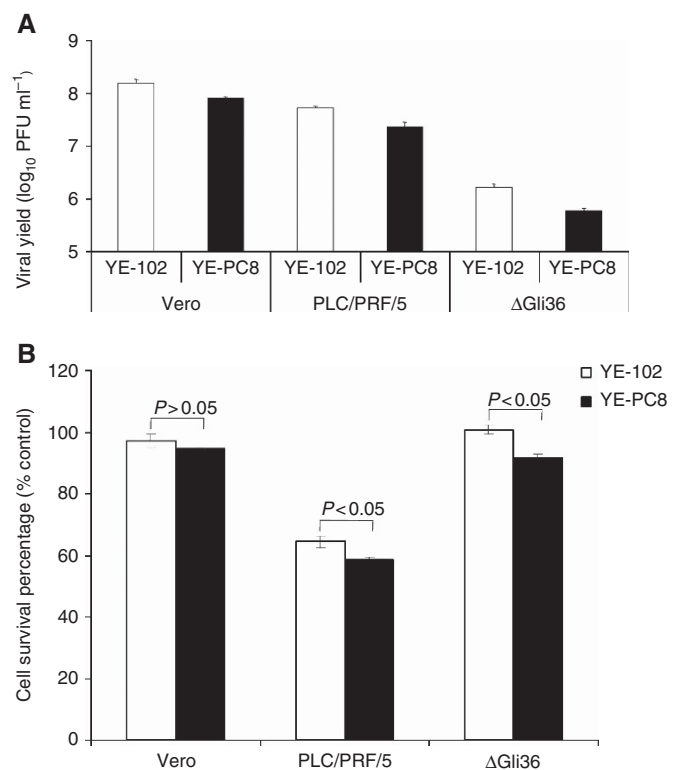 A
Viral yield (log₁₀ PFU ml⁻¹)
9
8
7
6
5
YE-102 YE-PC8 YE-102 YE-PC8 YE-102 YE-PC8
Vero PLC/PRF/5 ΔGli36
B
Cell survival percentage (% control)
120
100
80
60
40
20
0
YE-102
YE-PC8
P > 0.05
P < 0.05
P < 0.05
Vero PLC/PRF/5 ΔGli36